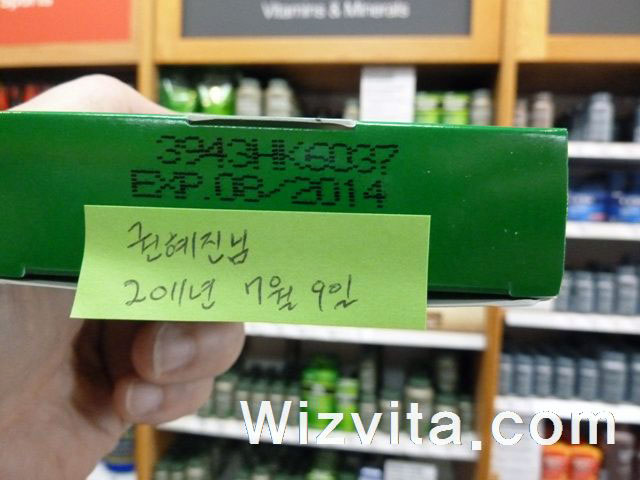 Sports
Vitamins & Minerals
3943HK6037
EXP.08/2014
권혜진님
2011년 7월 9일
Wizvita.com